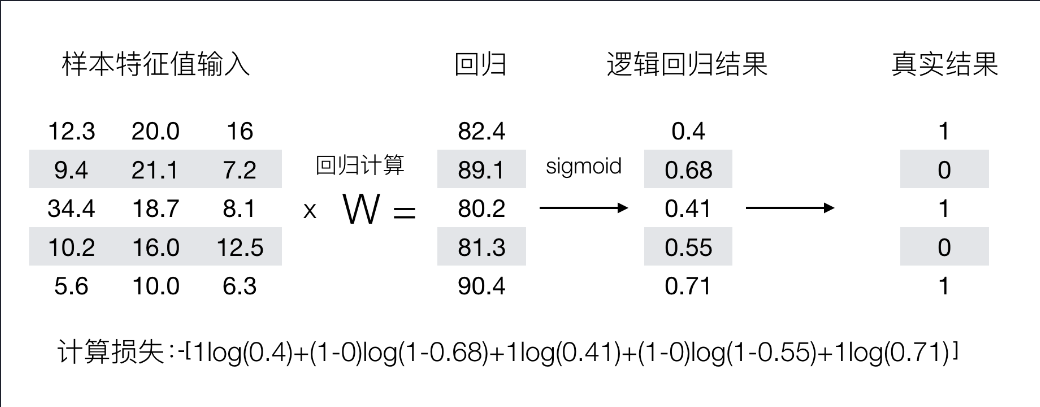 样本特征值输入 回归 逻辑回归结果 真实结果
12.3 20.0 16 82.4 0.4 1
9.4 21.1 7.2 回归计算 89.1 sigmoid 0.68 0
34.4 18.7 8.1 x W = 80.2 0.41 1
10.2 16.0 12.5 81.3 0.55 0
5.6 10.0 6.3 90.4 0.71 1
计算损失:-[1log(0.4)+(1-0)log(1-0.68)+1log(0.41)+(1-0)log(1-0.55)+1log(0.71)]